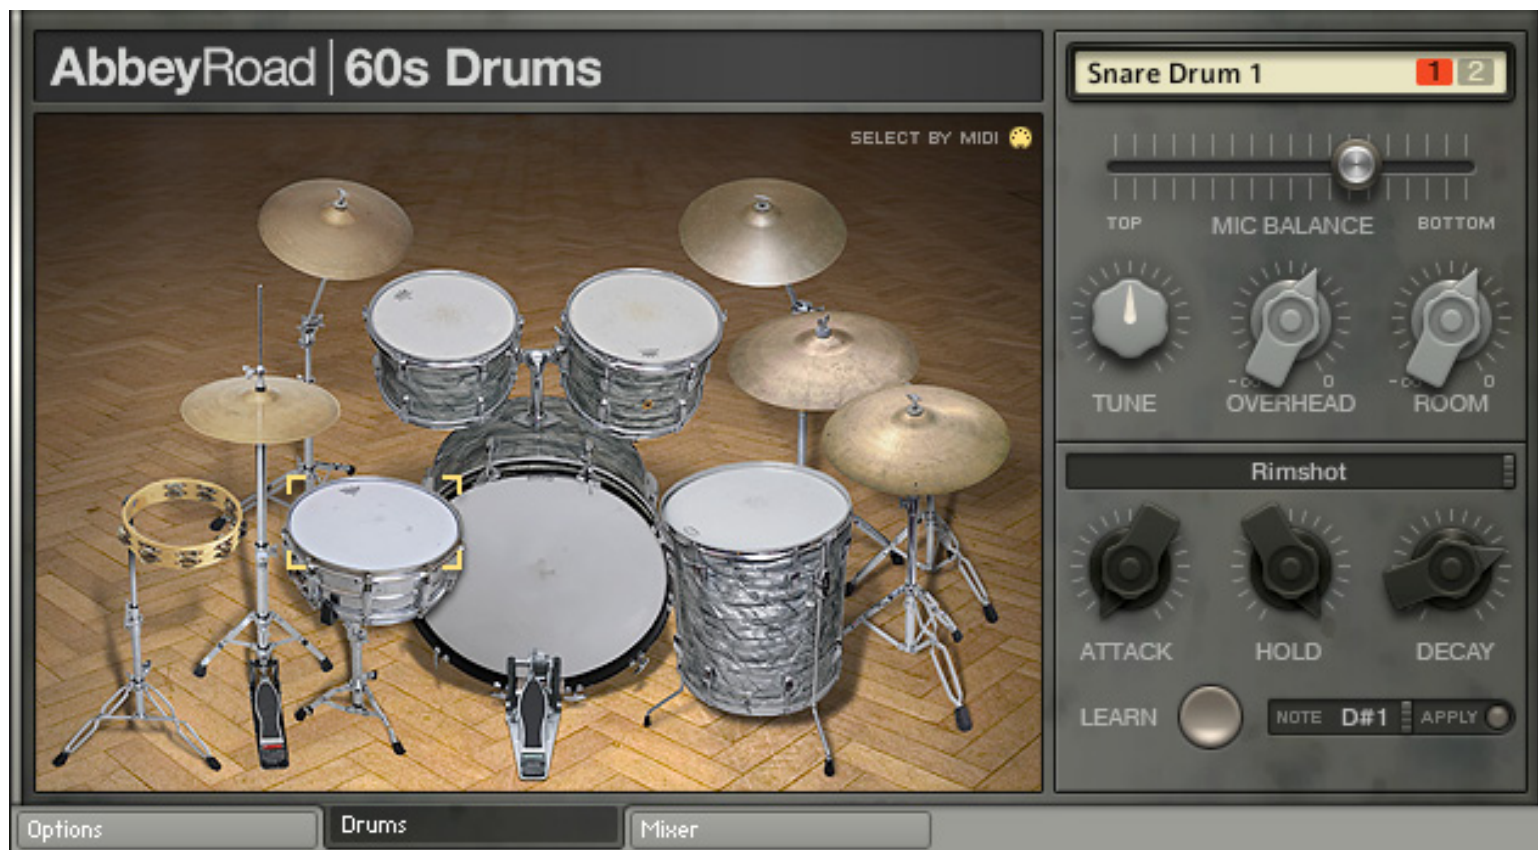 AbbeyRoad | 60s Drums
SELECT BY MIDI
Snare Drum 1
1 2
TOP MIC BALANCE BOTTOM
-∞ 0 -∞ 0
TUNE OVERHEAD ROOM
Rimshot
ATTACK HOLD DECAY
LEARN NOTE D#1 APPLY
Options Drums Mixer